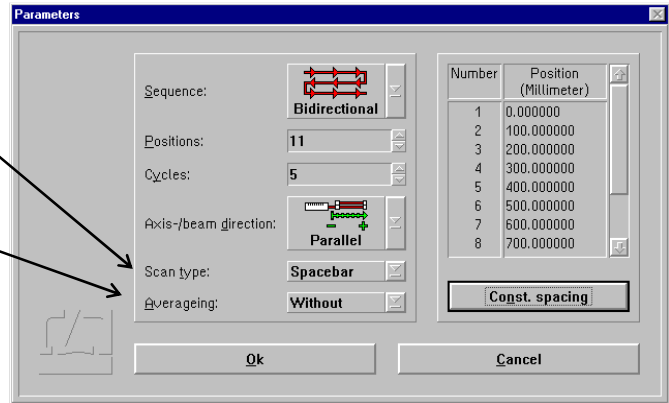 Parameters
Sequence:
Bidirectional
Positions: 11
Cycles: 5
Axis-/beam direction:
- +
Parallel
Scan type: Spacebar
Averageing: Without
Number Position
(Millimeter)
1 0.000000
2 100.000000
3 200.000000
4 300.000000
5 400.000000
6 500.000000
7 600.000000
8 700.000000
Const. spacing
Ok
Cancel